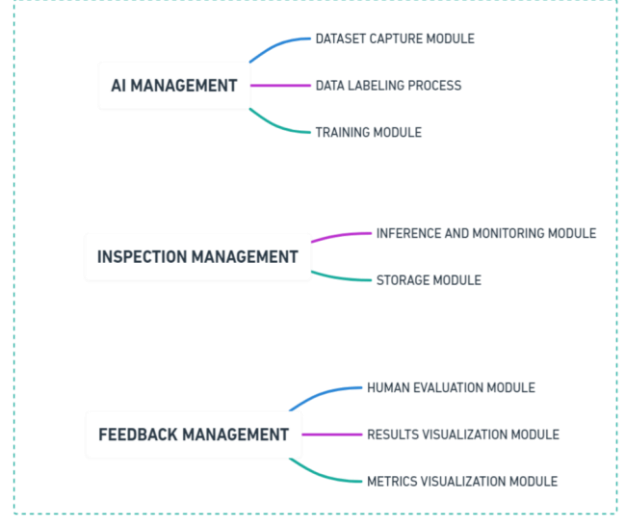 AI MANAGEMENT
DATASET CAPTURE MODULE
DATA LABELING PROCESS
TRAINING MODULE
INSPECTION MANAGEMENT
INFERENCE AND MONITORING MODULE
STORAGE MODULE
FEEDBACK MANAGEMENT
HUMAN EVALUATION MODULE
RESULTS VISUALIZATION MODULE
METRICS VISUALIZATION MODULE